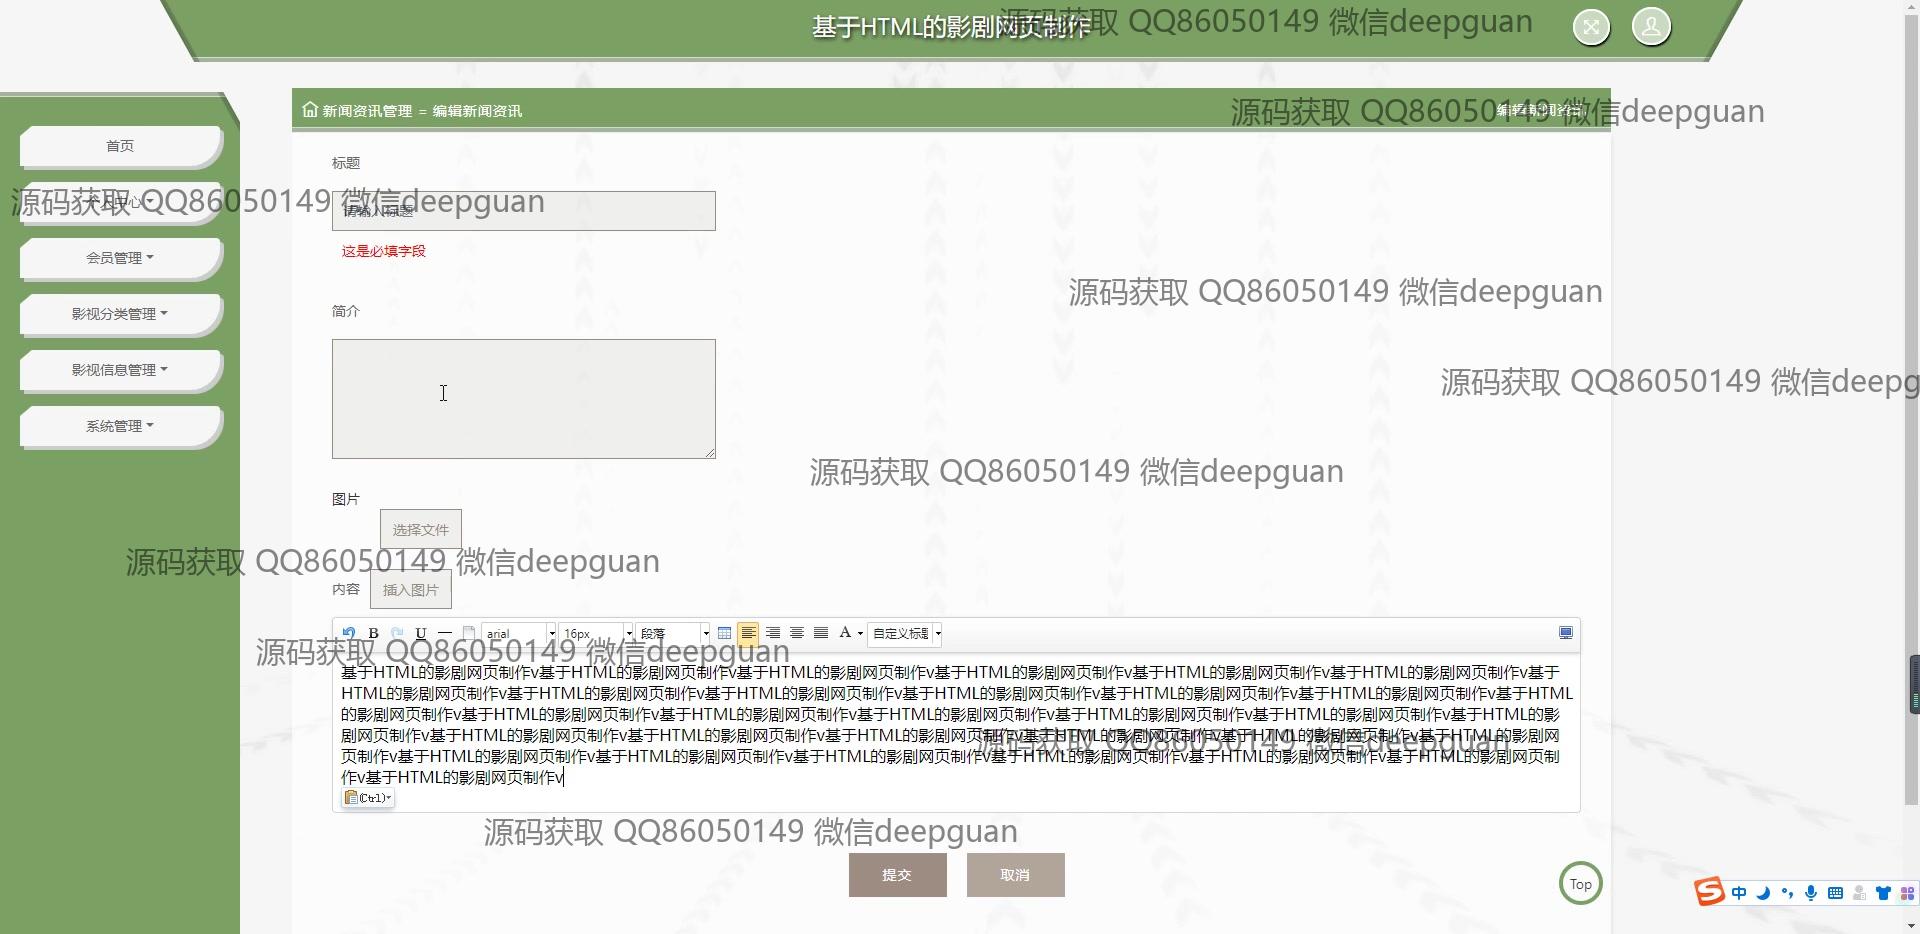 基于HTML的影剧网页制作
源码获取 QQ86050149 微信deepguan
新闻资讯管理 = 编辑新闻资讯
编辑新闻资讯
源码获取 QQ86050149 微信deepguan
首页
标题
个人中心
源码获取 QQ86050149 微信deepguan
请输入标题
这是必填字段
会员管理
源码获取 QQ86050149 微信deepguan
影视分类管理
简介
影视信息管理
源码获取 QQ86050149 微信deepg
系统管理
源码获取 QQ86050149 微信deepguan
图片
选择文件
源码获取 QQ86050149 微信deepguan
内容 插入图片
B U arial 16px 段落 A 自定义标题
源码获取 QQ86050149 微信deepguan
基于HTML的影剧网页制作v基于HTML的影剧网页制作v基于HTML的影剧网页制作v基于HTML的影剧网页制作v基于HTML的影剧网页制作v基于HTML的影剧网页制作v基于
HTML的影剧网页制作v基于HTML的影剧网页制作v基于HTML的影剧网页制作v基于HTML的影剧网页制作v基于HTML的影剧网页制作v基于HTML的影剧网页制作v基于HTML
的影剧网页制作v基于HTML的影剧网页制作v基于HTML的影剧网页制作v基于HTML的影剧网页制作v基于HTML的影剧网页制作v基于HTML的影剧网页制作v基于HTML的影
剧网页制作v基于HTML的影剧网页制作v基于HTML的影剧网页制作v基于HTML的影剧网页制作v基于HTML的影剧网页制作v基于HTML的影剧网页制作v基于HTML的影剧网
源码获取 QQ86050149 微信deepguan
页制作v基于HTML的影剧网页制作v基于HTML的影剧网页制作v基于HTML的影剧网页制作v基于HTML的影剧网页制作v基于HTML的影剧网页制作v基于HTML的影剧网页制
作v基于HTML的影剧网页制作v
(Ctrl)
源码获取 QQ86050149 微信deepguan
提交 取消
Top
中